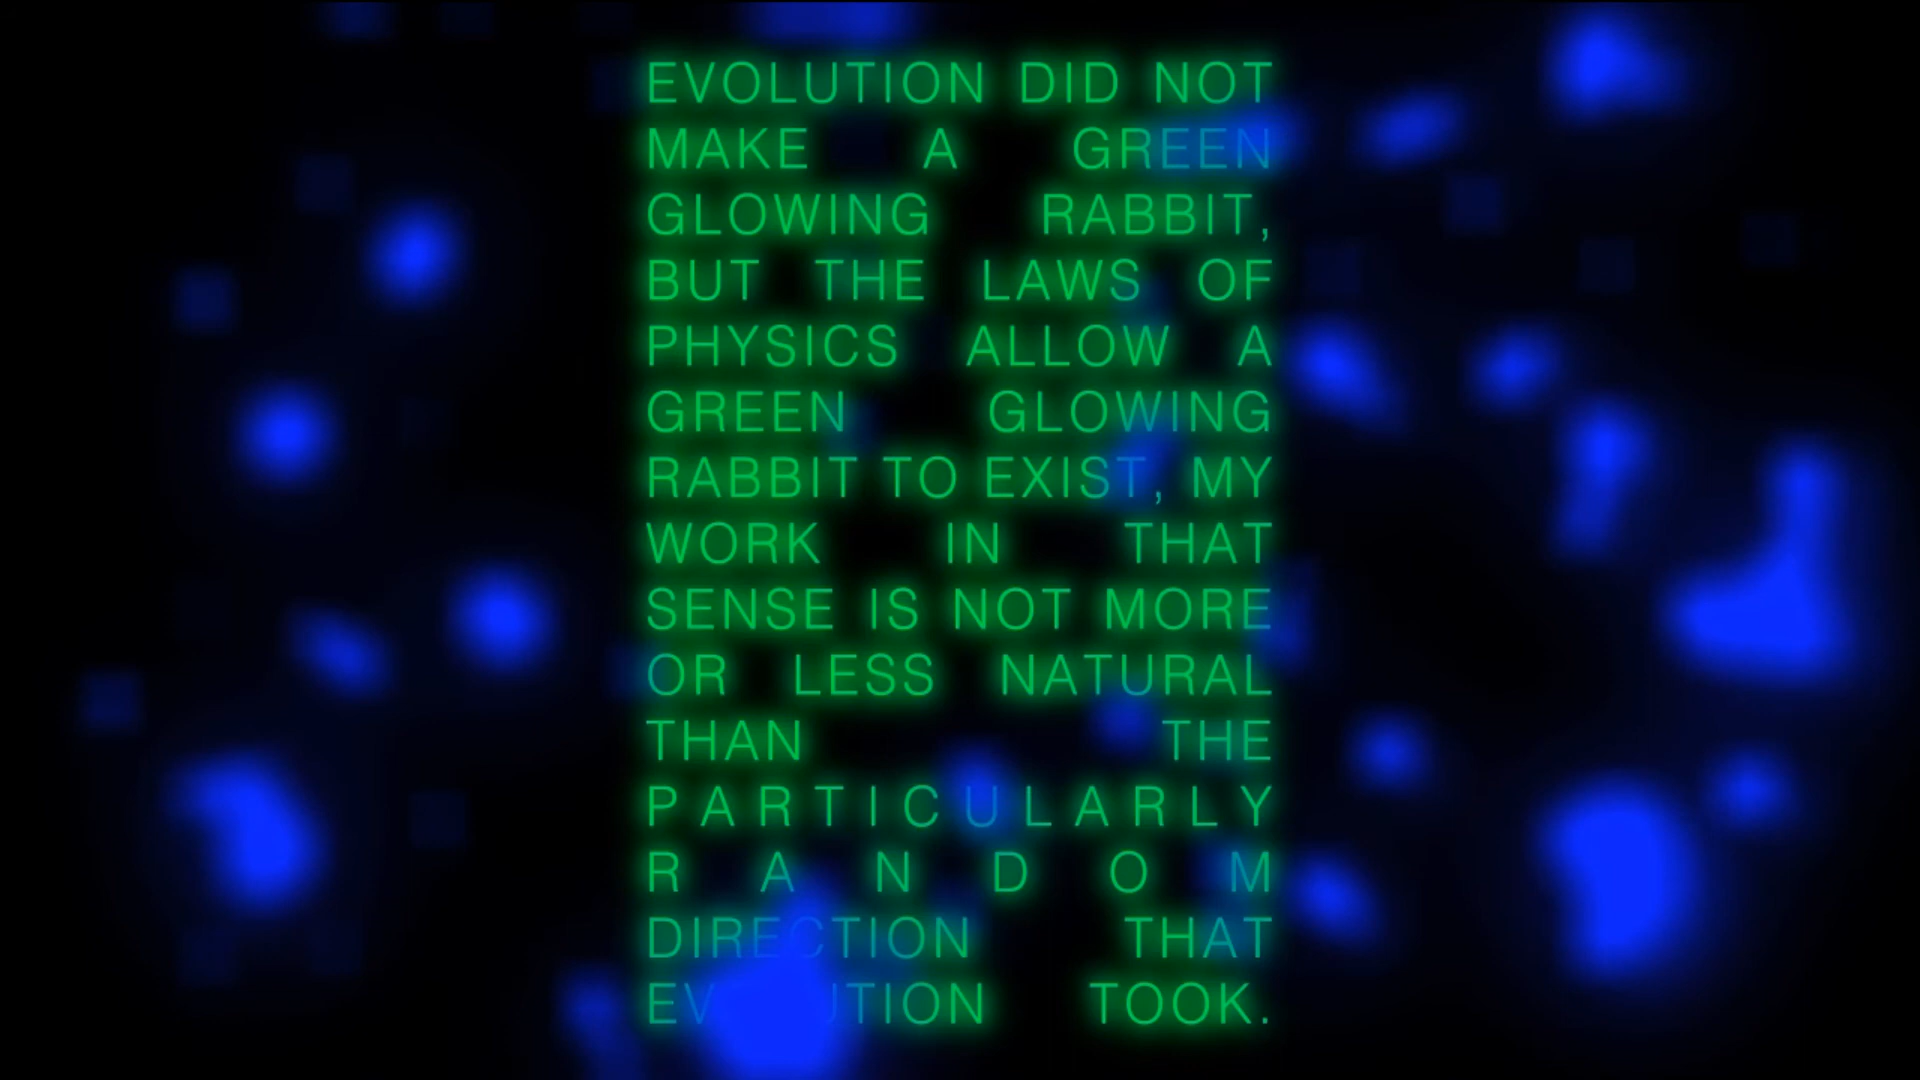 EVOLUTION DID NOT
MAKE A GREEN
GLOWING RABBIT,
BUT THE LAWS OF
PHYSICS ALLOW A
GREEN GLOWING
RABBIT TO EXIST, MY
WORK IN THAT
SENSE IS NOT MORE
OR LESS NATURAL
THAN THE
PARTICULARLY
RANDOM
DIRECTION THAT
EVOLUTION TOOK.